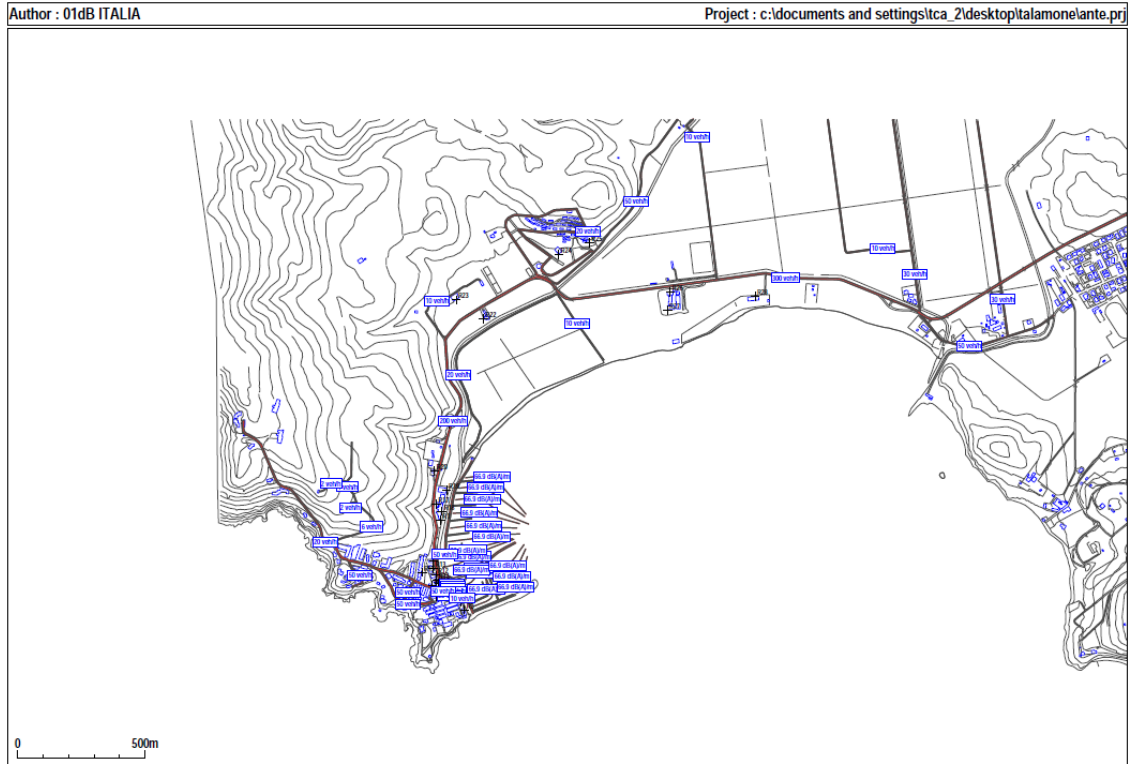 Author : 01dB ITALIA
Project : c:\documents and settings\tca_2\desktop\talamone\ante.prj
10 veh/h
50 veh/h
20 veh/h
R24
10 veh/h
30 veh/h
300 veh/h
10 veh/h
R23
R22
30 veh/h
10 veh/h
50 veh/h
20 veh/h
200 veh/h
66.9 dB(A)/m
2 veh/h
66.9 dB(A)/m
66.9 dB(A)/m
2 veh/h
66.9 dB(A)/m
6 veh/h
66.9 dB(A)/m
66.9 dB(A)/m
20 veh/h
50 veh/h
66.9 dB(A)/m
66.9 dB(A)/m
50 veh/h
66.9 dB(A)/m
50 veh/h
66.9 dB(A)/m
50 veh/h
10 veh/h
0
500m